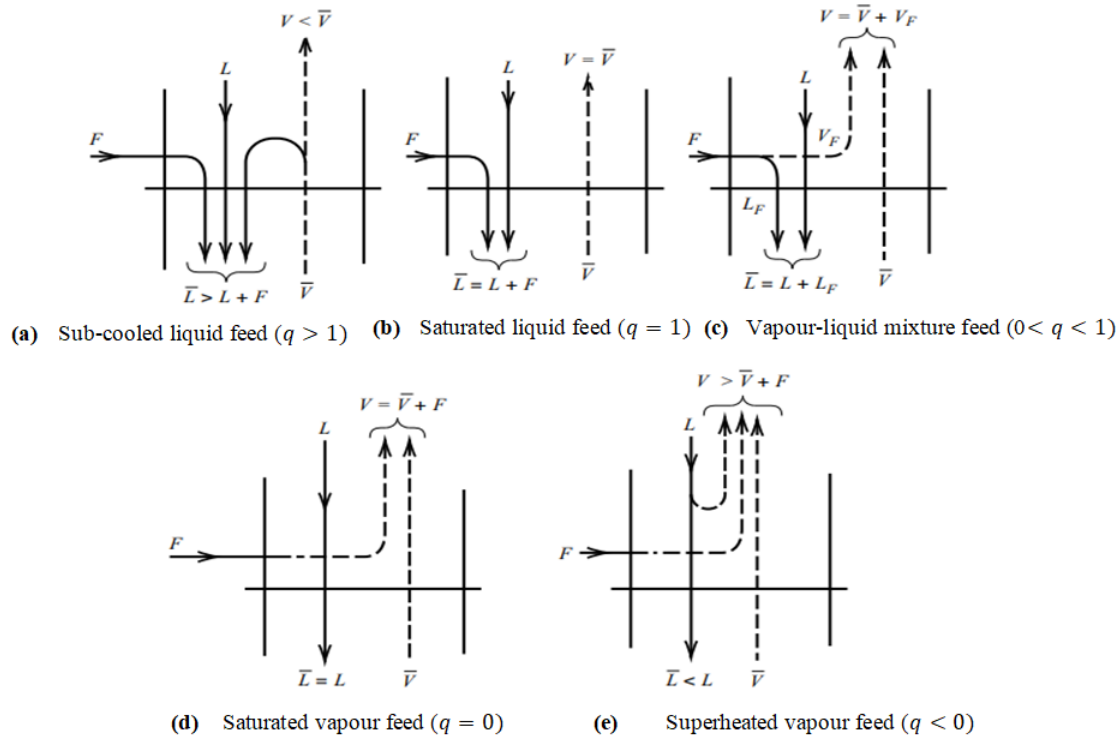 V < V̅
L
F
L̅ > L + F
V̅
(a) Sub-cooled liquid feed (q > 1)
V = V̅
L
F
L̅ = L + F
V̅
(b) Saturated liquid feed (q = 1)
V = V̅ + V_F
L
F
V_F
L_F
L̅ = L + L_F
V̅
(c) Vapour-liquid mixture feed (0< q < 1)
V = V̅ + F
L
F
L̅ = L
V̅
(d) Saturated vapour feed (q = 0)
V > V̅ + F
L
F
L̅ < L
V̅
(e) Superheated vapour feed (q < 0)